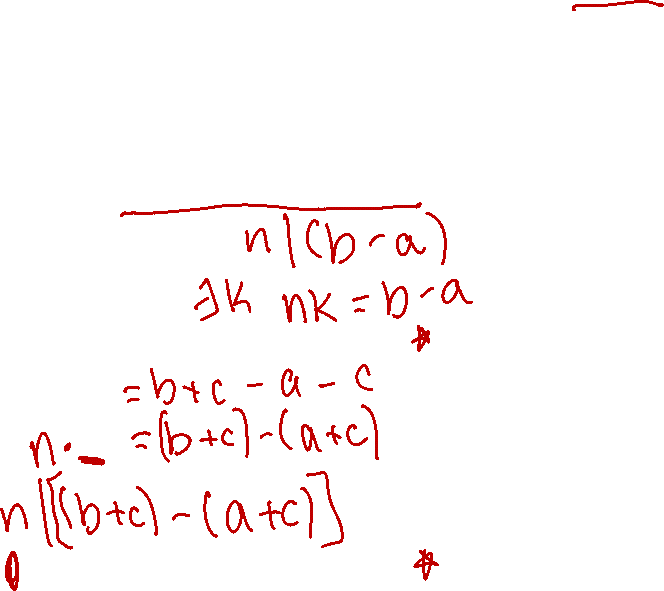 n|(b-a)
∃k nk=b-a
*
=b+c-a-c
n·_ =(b+c)-(a+c)
n|[(b+c)-(a+c)]
*